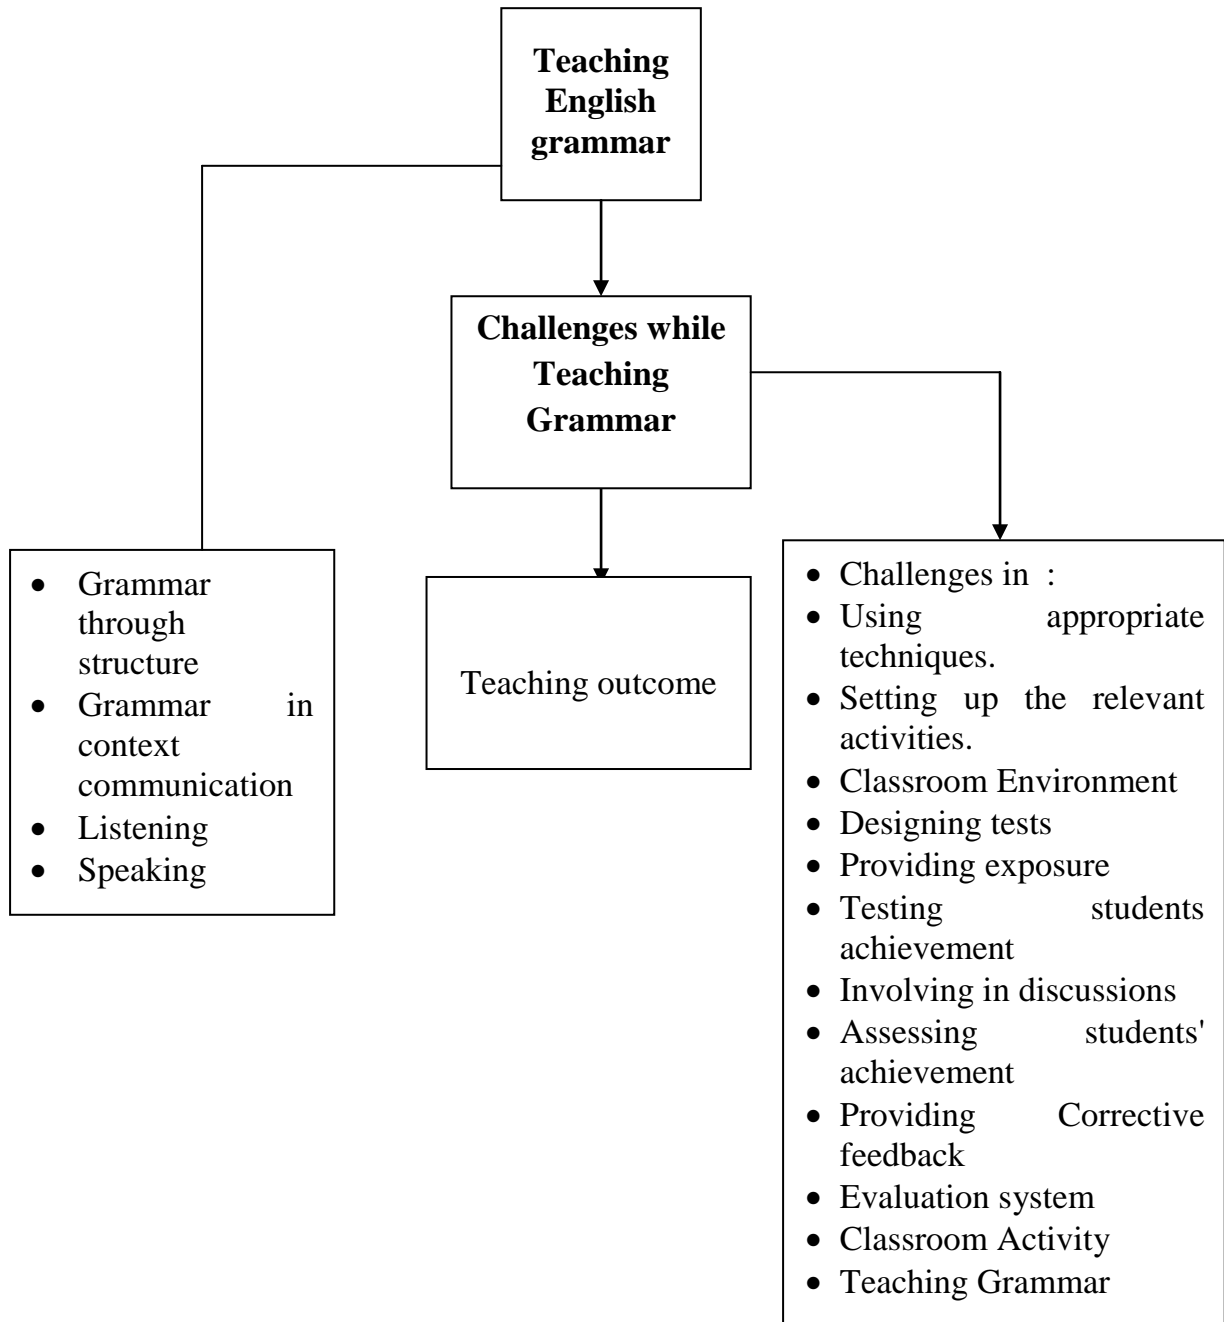 Teaching
English
grammar
Challenges while
Teaching
Grammar
• Grammar
through
structure
• Grammar in
context
communication
• Listening
• Speaking
Teaching outcome
• Challenges in :
• Using appropriate
techniques.
• Setting up the relevant
activities.
• Classroom Environment
• Designing tests
• Providing exposure
• Testing students
achievement
• Involving in discussions
• Assessing students'
achievement
• Providing Corrective
feedback
• Evaluation system
• Classroom Activity
• Teaching Grammar